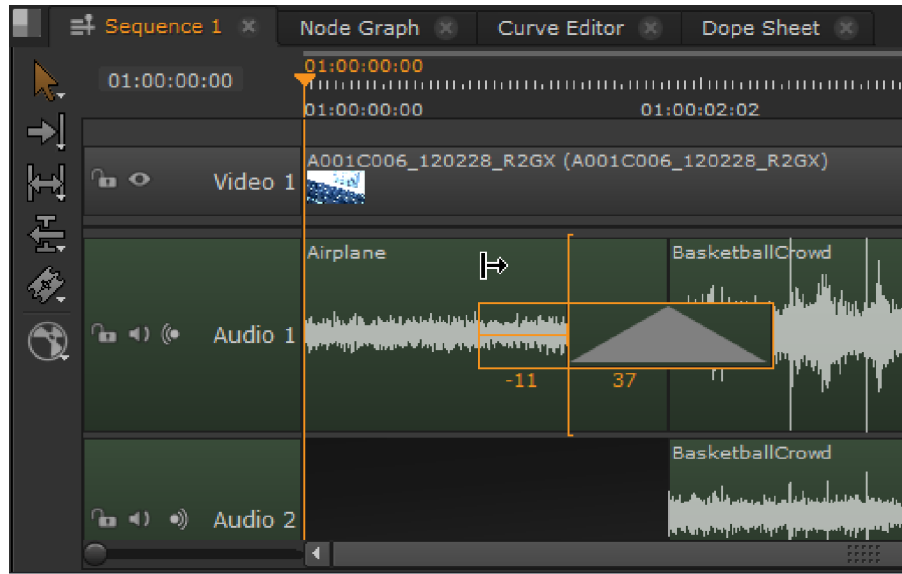 Sequence 1
Node Graph
Curve Editor
Dope Sheet
01:00:00:00
01:00:00:00
01:00:00:00
01:00:02:02
Video 1
A001C006_120228_R2GX (A001C006_120228_R2GX)
Airplane
BasketballCrowd
Audio 1
-11
37
BasketballCrowd
Audio 2